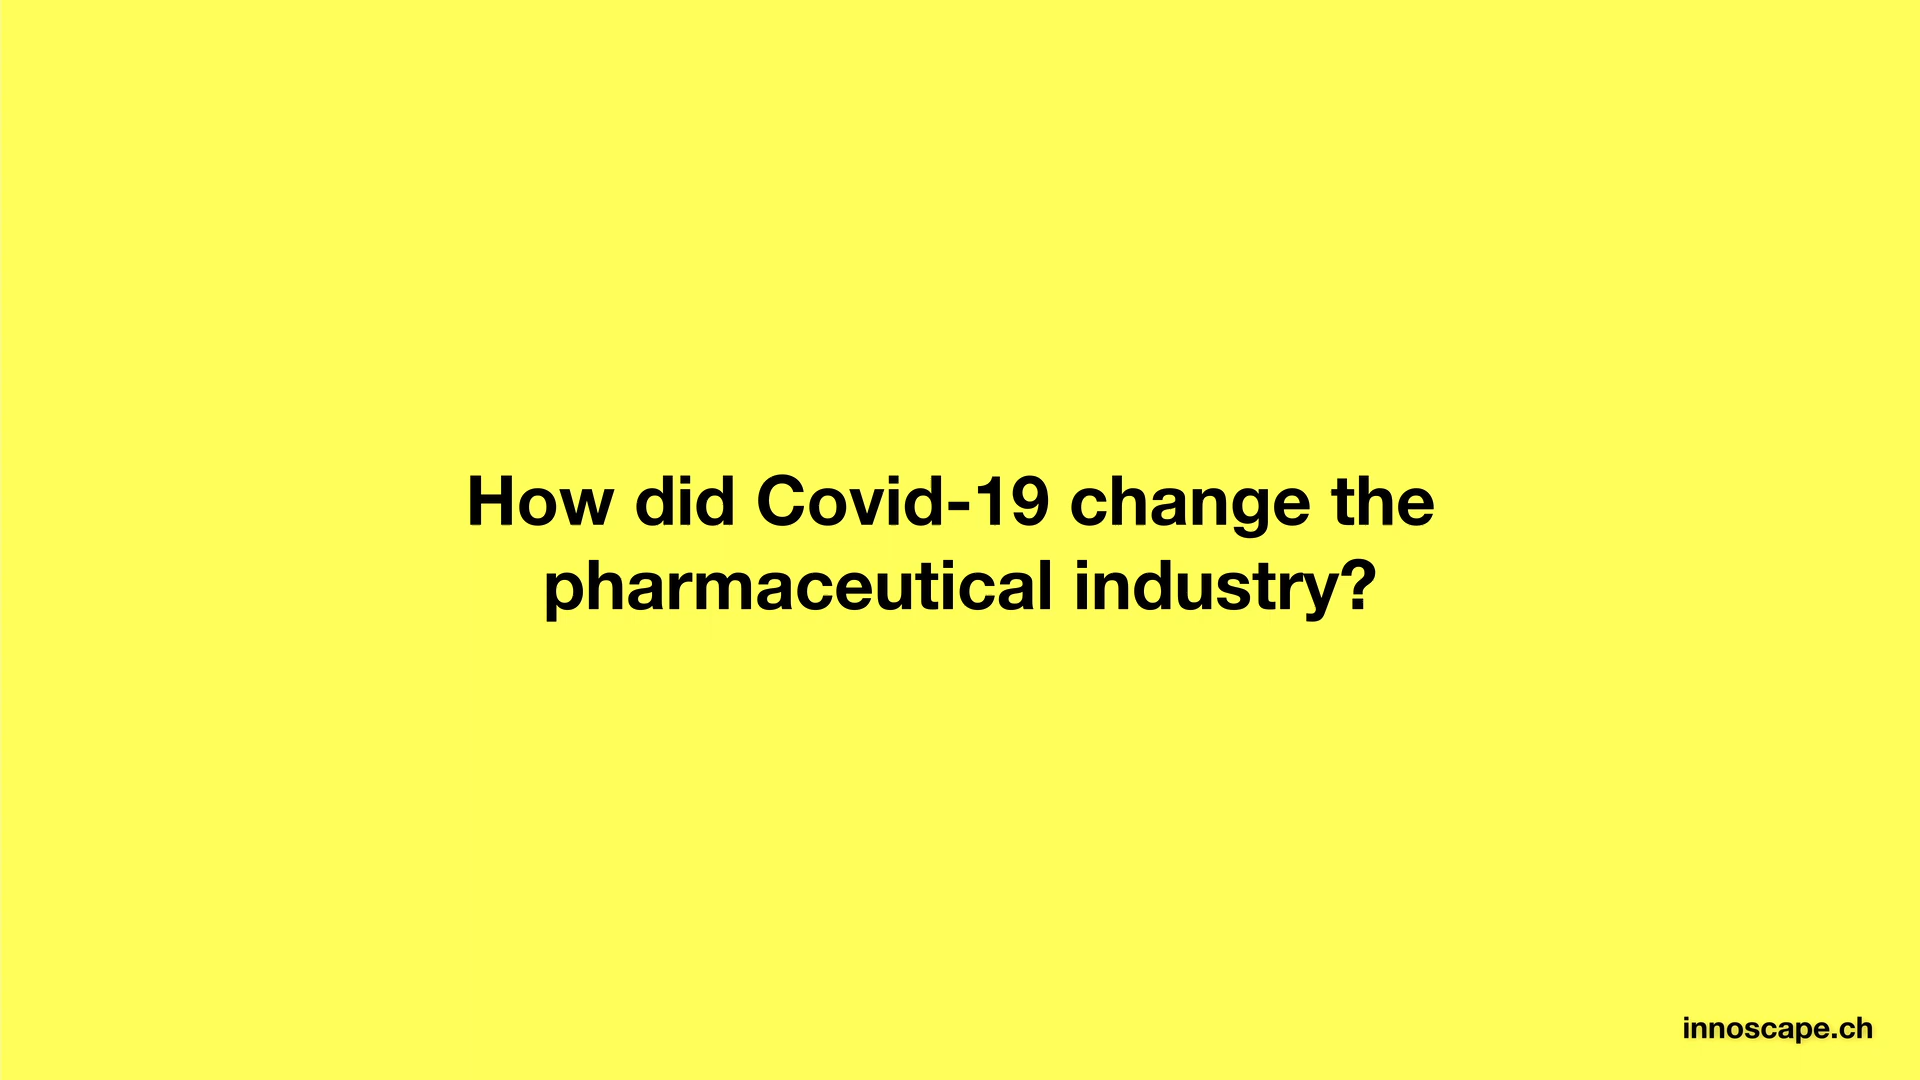 How did Covid-19 change the
pharmaceutical industry?
innoscape.ch